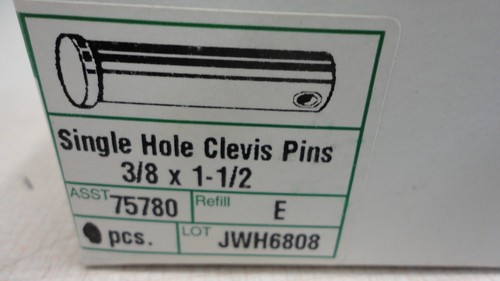 Single Hole Clevis Pins
3/8 x 1-1/2
ASST 75780 Refill E
pcs. LOT JWH6808